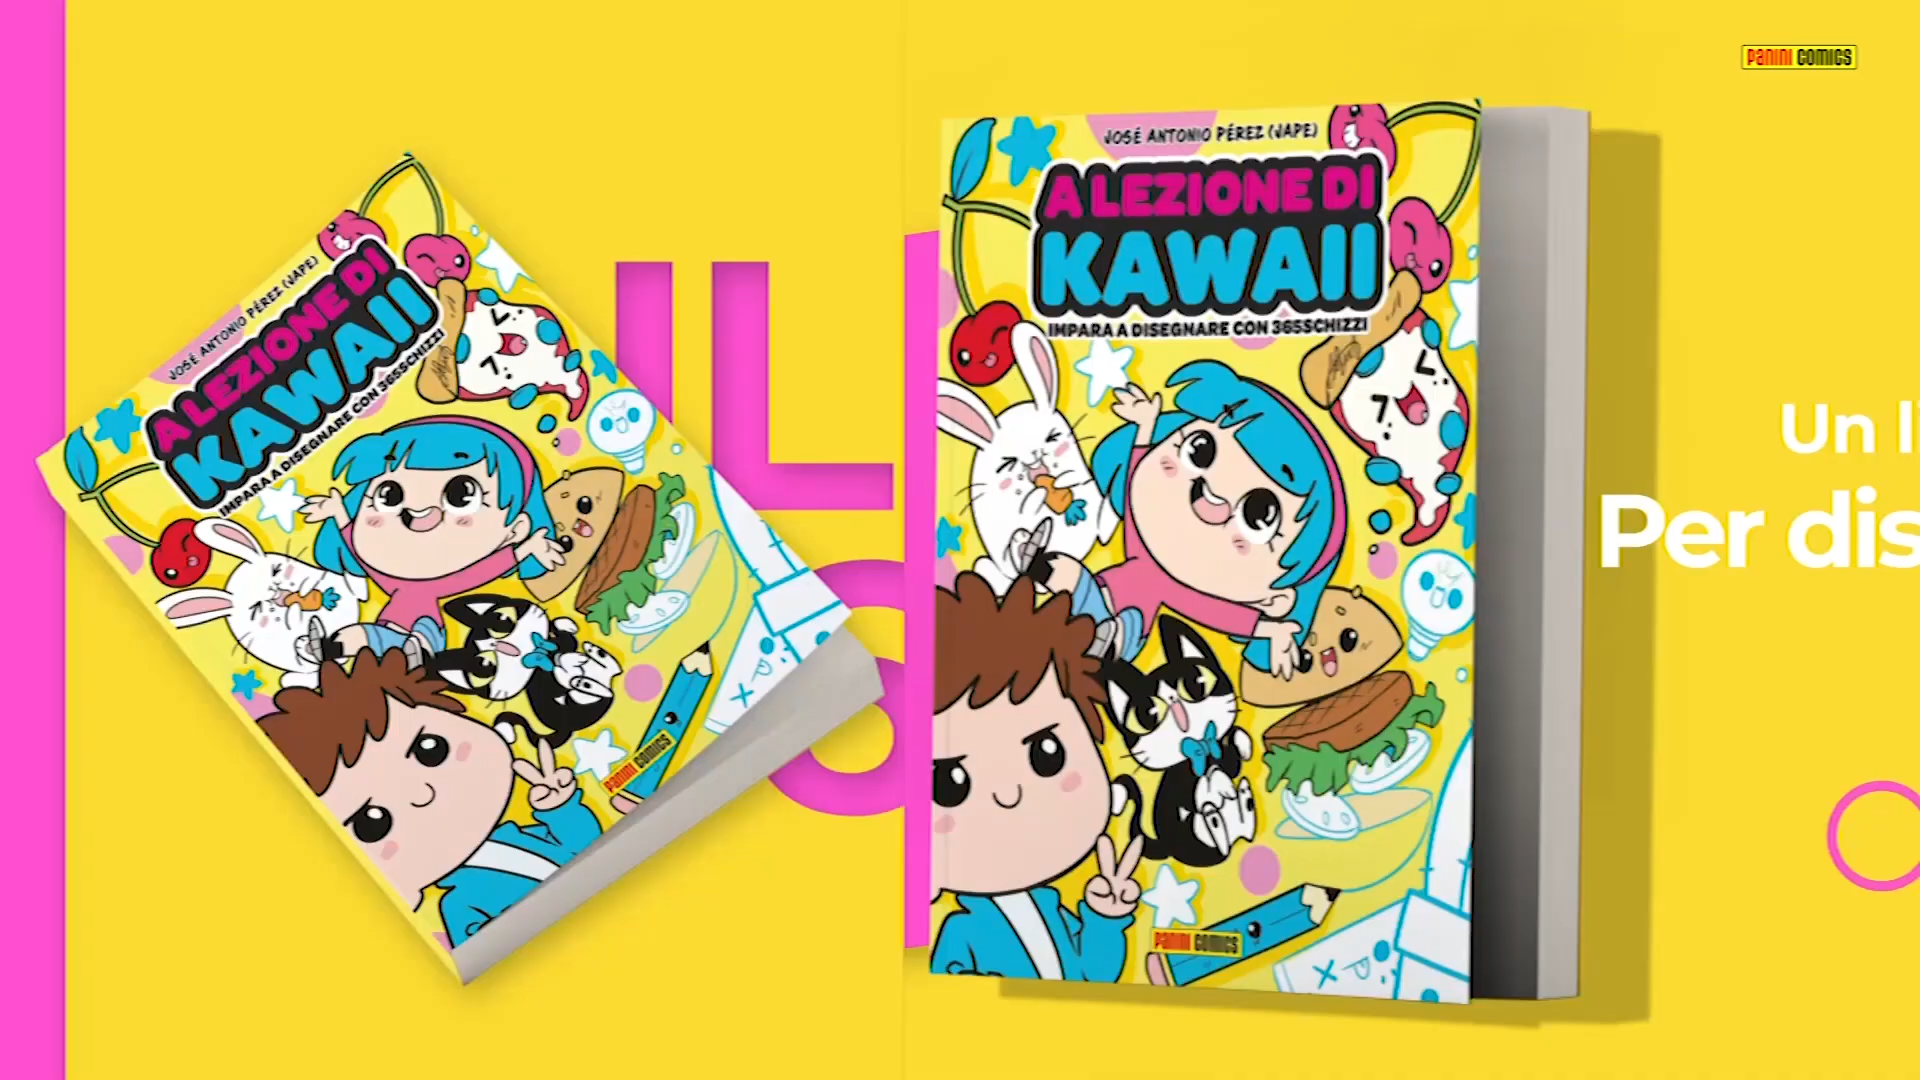 PANINI COMICS
JOSÉ ANTONIO PÉREZ (JAPE)
A LEZIONE DI
KAWAII
IMPARA A DISEGNARE CON 365SCHIZZI
PANINI COMICS
IL
JOSÉ ANTONIO PÉREZ (JAPE)
A LEZIONE DI
KAWAII
IMPARA A DISEGNARE CON 365SCHIZZI
PANINI COMICS
Un
Per